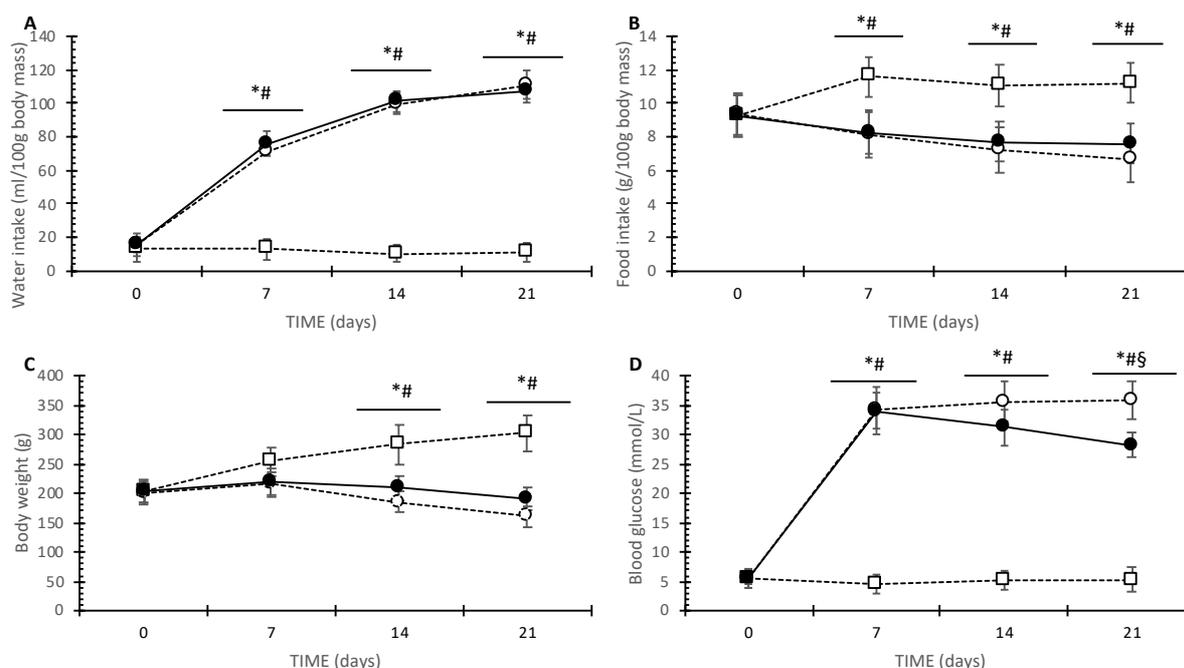 A
*#
*#
*#
Water intake (ml/100g body mass)
140
120
100
80
60
40
20
0
0 7 14 21
TIME (days)
B
*#
*#
*#
Food intake (g/100g body mass)
14
12
10
8
6
4
2
0
0 7 14 21
TIME (days)
C
*#
*#
Body weight (g)
400
350
300
250
200
150
100
50
0
0 7 14 21
TIME (days)
D
*#
*#
*#§
Blood glucose (mmol/L)
40
35
30
25
20
15
10
5
0
0 7 14 21
TIME (days)